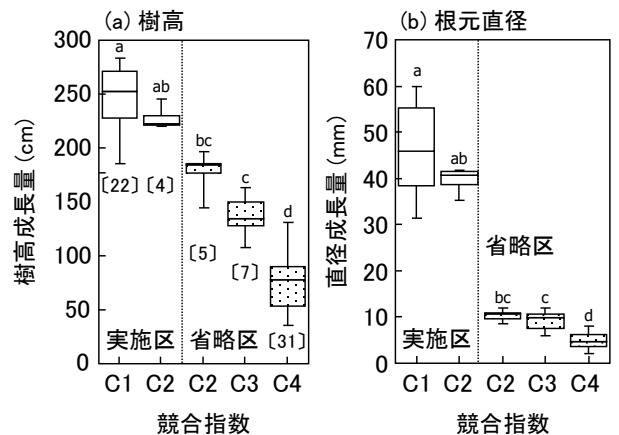 (a) 樹高
樹高成長量 (cm)
300
250
200
150
100
50
0
a
ab
bc
c
d
〔22〕
〔4〕
〔5〕
〔7〕
〔31〕
実施区
省略区
C1 C2 C2 C3 C4
競合指数
(b) 根元直径
直径成長量 (mm)
70
60
50
40
30
20
10
0
a
ab
省略区
bc
c
d
実施区
C1 C2 C2 C3 C4
競合指数